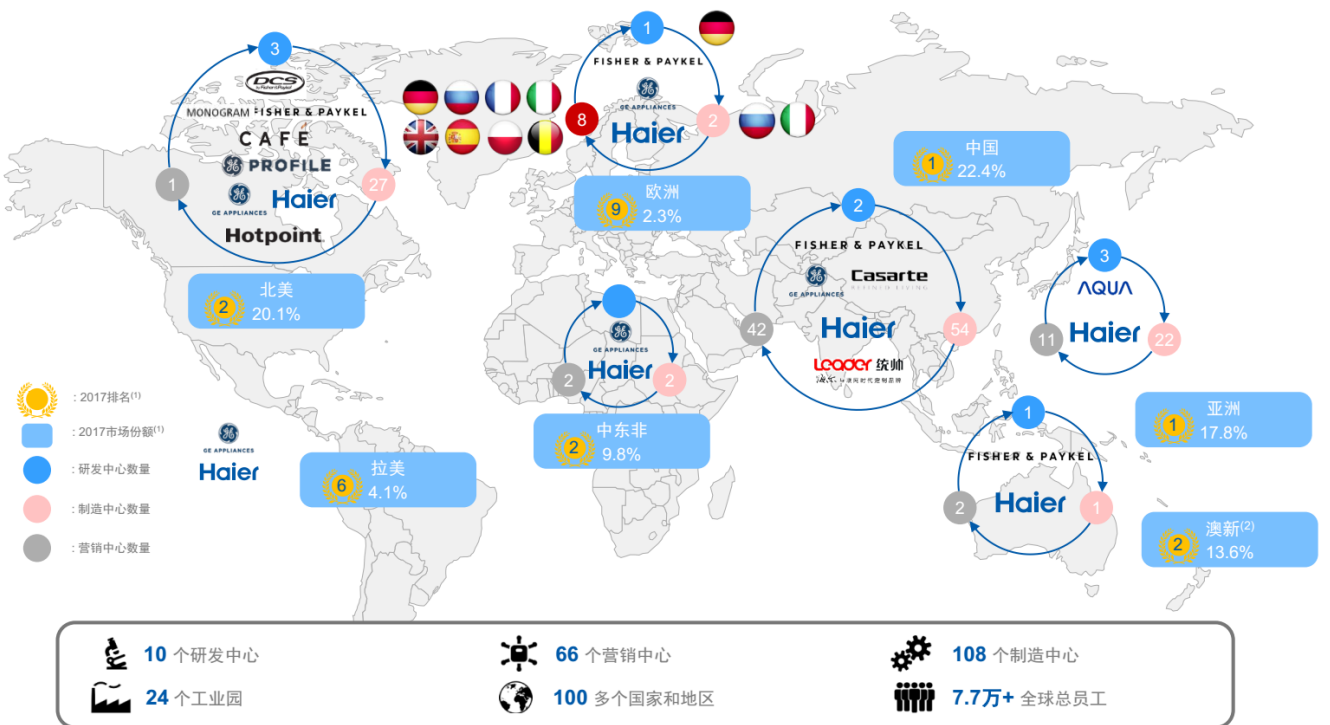 3
DCS
by Fisher&Paykel
MONOGRAM FISHER & PAYKEL
CAFE
GE PROFILE
1
27
GE
GE APPLIANCES
Haier
Hotpoint
2
北美
20.1%
1
FISHER & PAYKEL
GE
GE APPLIANCES
8
Haier
2
9
欧洲
2.3%
1
中国
22.4%
2
FISHER & PAYKEL
GE
GE APPLIANCES
Casarte
42
Haier
54
Leader 统帅
3
AQUA
11
Haier
22
GE
GE APPLIANCES
2
Haier
2
2
中东非
9.8%
1
亚洲
17.8%
1
FISHER & PAYKEL
2
Haier
1
2
澳新(2)
13.6%
GE
GE APPLIANCES
Haier
6
拉美
4.1%
: 2017排名(1)
: 2017市场份额(1)
: 研发中心数量
: 制造中心数量
: 营销中心数量
10 个研发中心
66 个营销中心
108 个制造中心
24 个工业园
100 多个国家和地区
7.7万+ 全球总员工